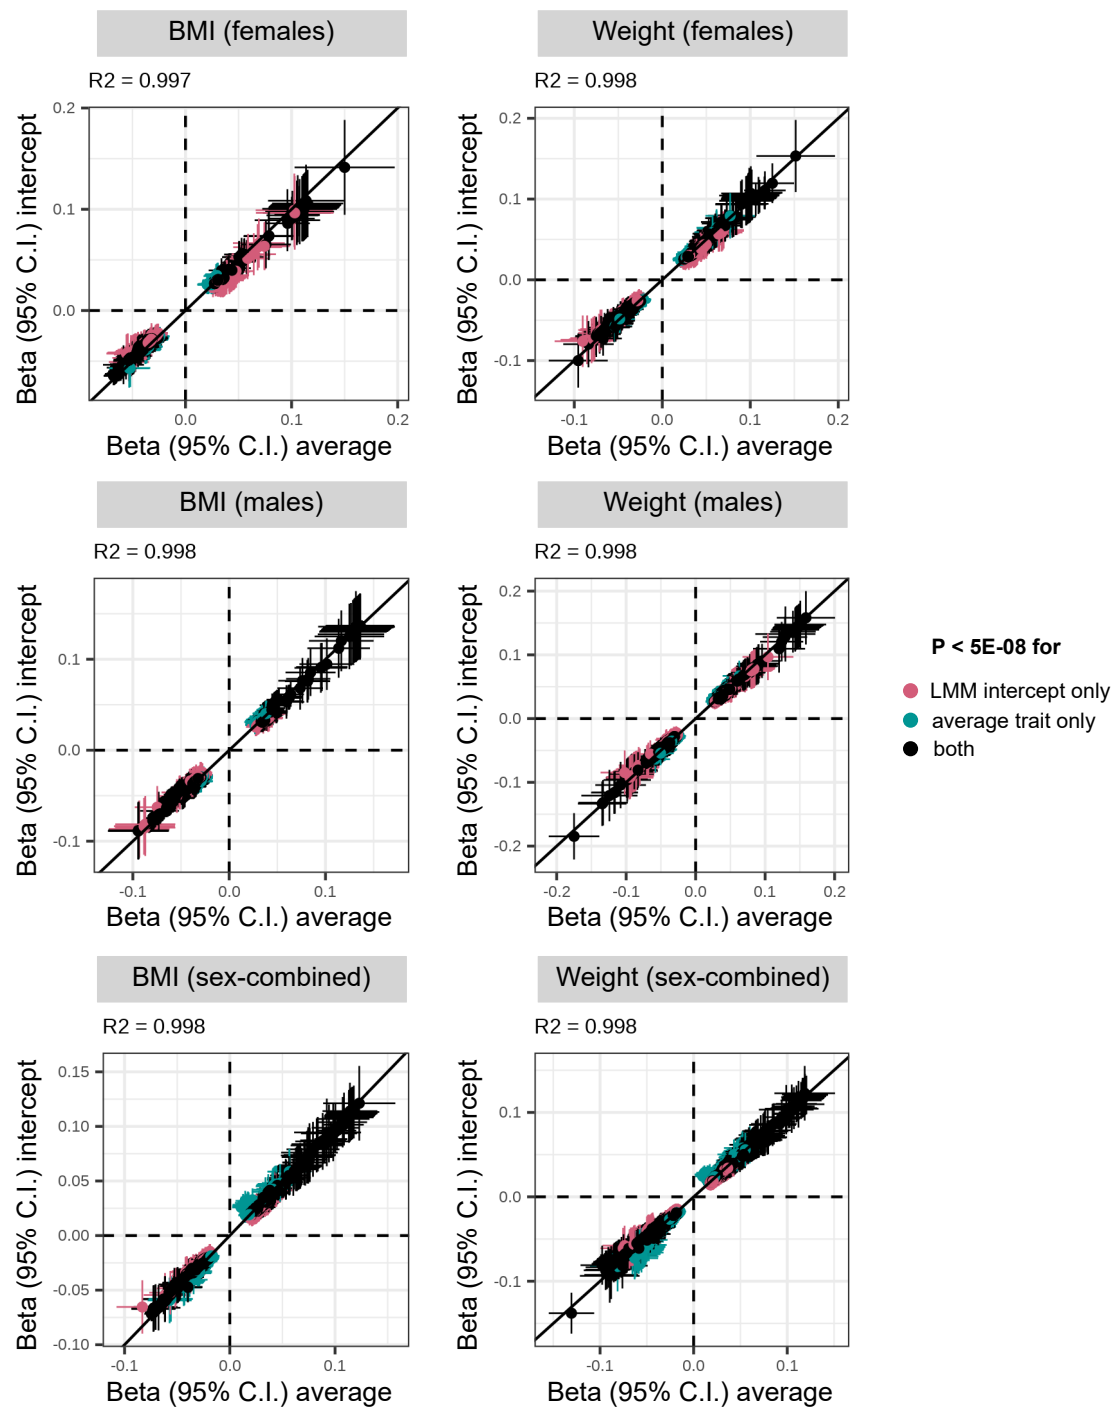 BMI (females)
R2 = 0.997
Beta (95% C.I.) intercept
0.2
0.1
0.0
0.0
0.1
0.2
Beta (95% C.I.) average
Weight (females)
R2 = 0.998
Beta (95% C.I.) intercept
0.2
0.1
0.0
-0.1
-0.1
0.0
0.1
0.2
Beta (95% C.I.) average
BMI (males)
R2 = 0.998
Beta (95% C.I.) intercept
0.1
0.0
-0.1
-0.1
0.0
0.1
Beta (95% C.I.) average
Weight (males)
R2 = 0.998
Beta (95% C.I.) intercept
0.2
0.1
0.0
-0.1
-0.2
-0.2
-0.1
0.0
0.1
0.2
Beta (95% C.I.) average
P < 5E-08 for
LMM intercept only
average trait only
both
BMI (sex-combined)
R2 = 0.998
Beta (95% C.I.) intercept
0.15
0.10
0.05
0.00
-0.05
-0.10
-0.1
0.0
0.1
Beta (95% C.I.) average
Weight (sex-combined)
R2 = 0.998
Beta (95% C.I.) intercept
0.1
0.0
-0.1
-0.1
0.0
0.1
Beta (95% C.I.) average